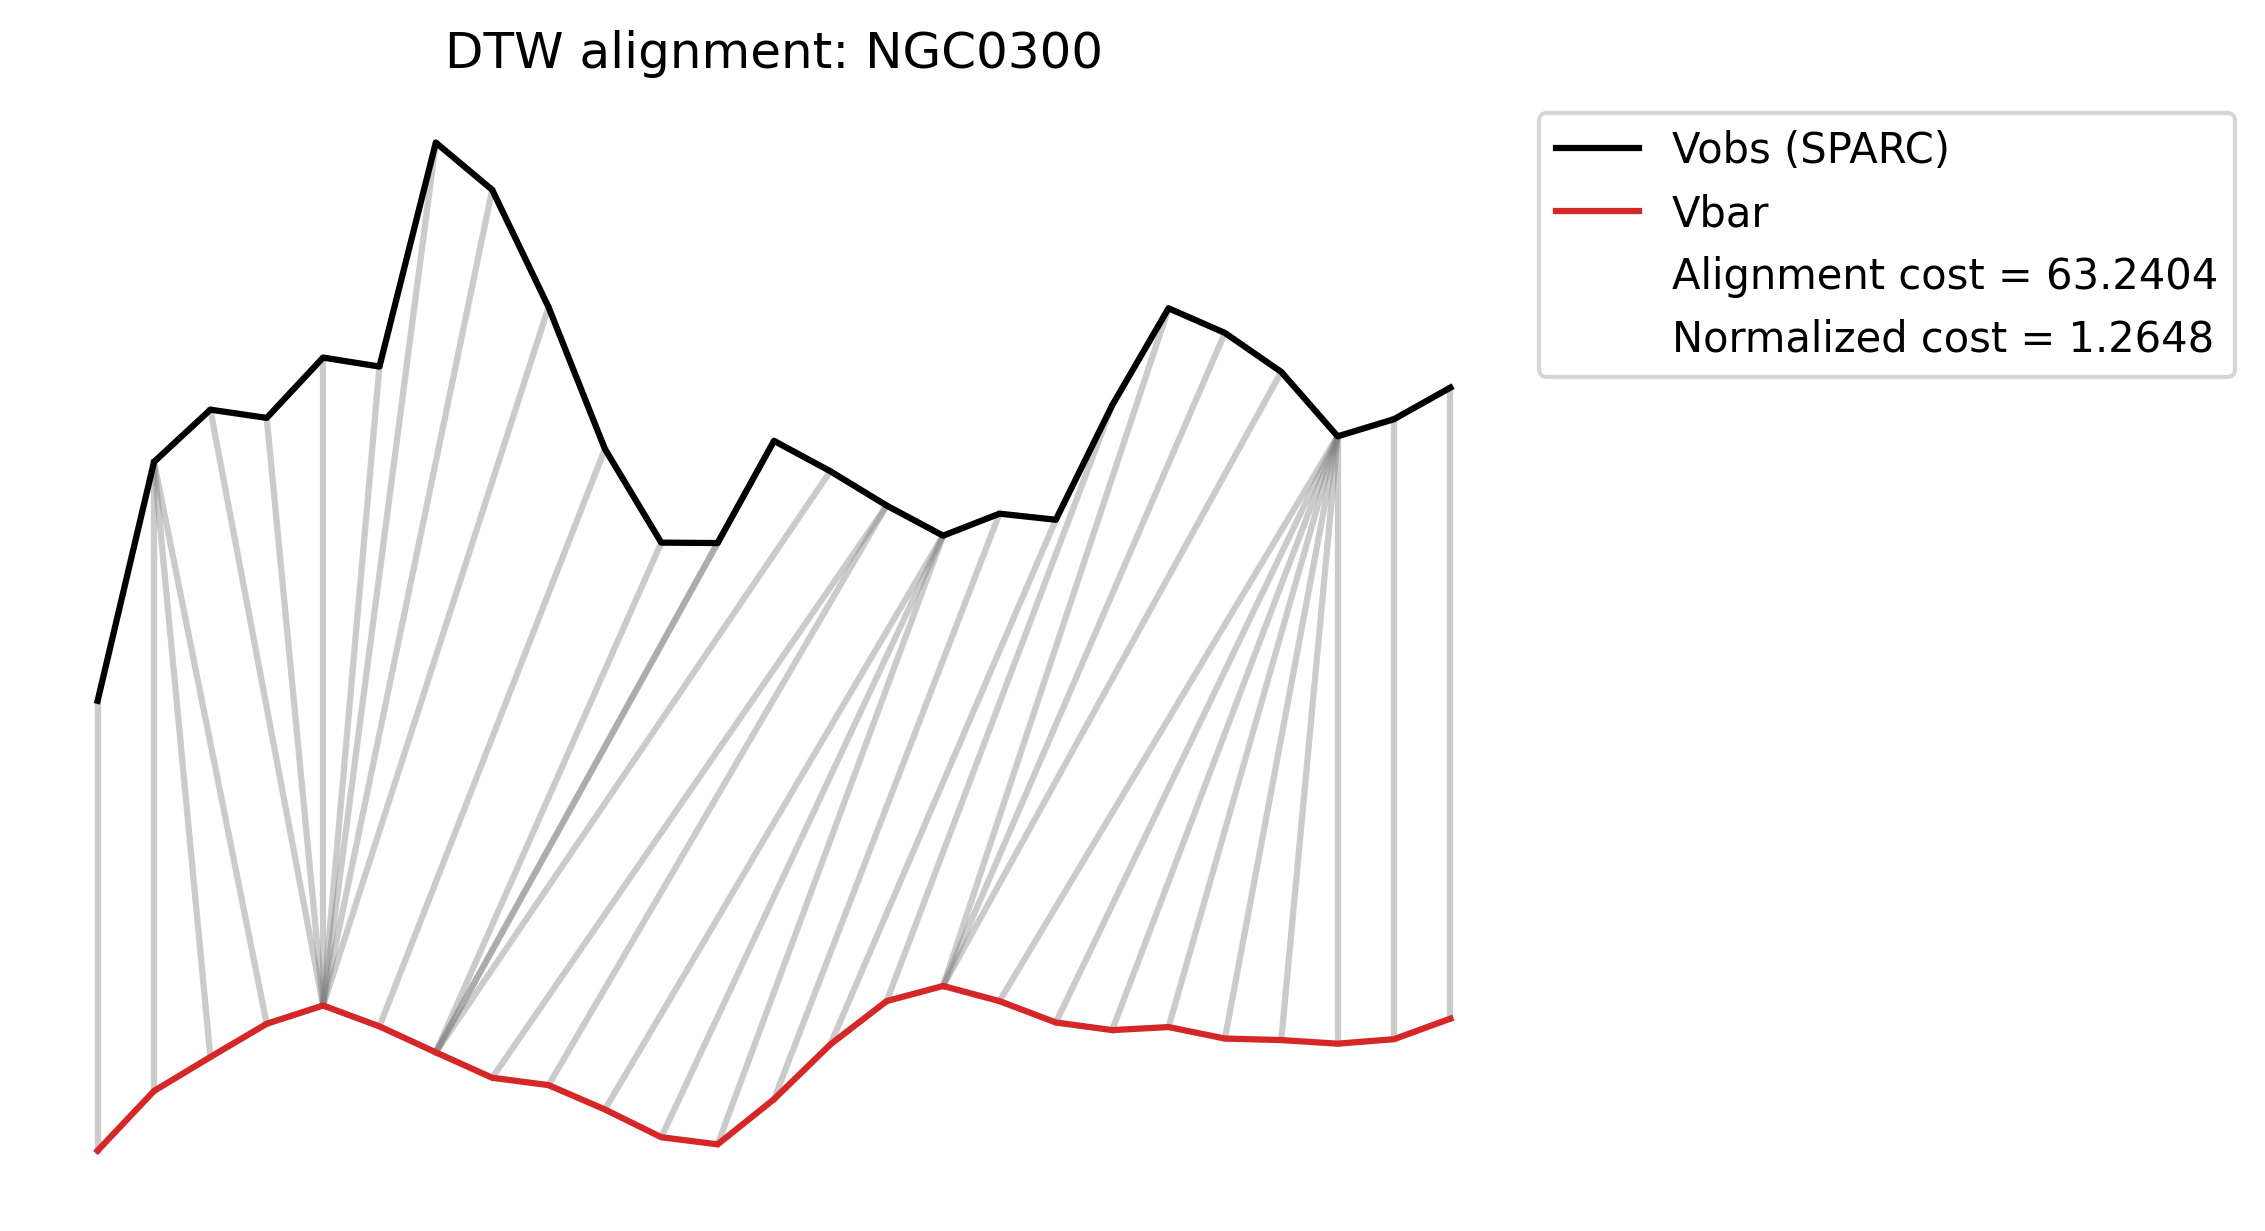 DTW alignment: NGC0300
Vobs (SPARC)
Vbar
Alignment cost = 63.2404
Normalized cost = 1.2648